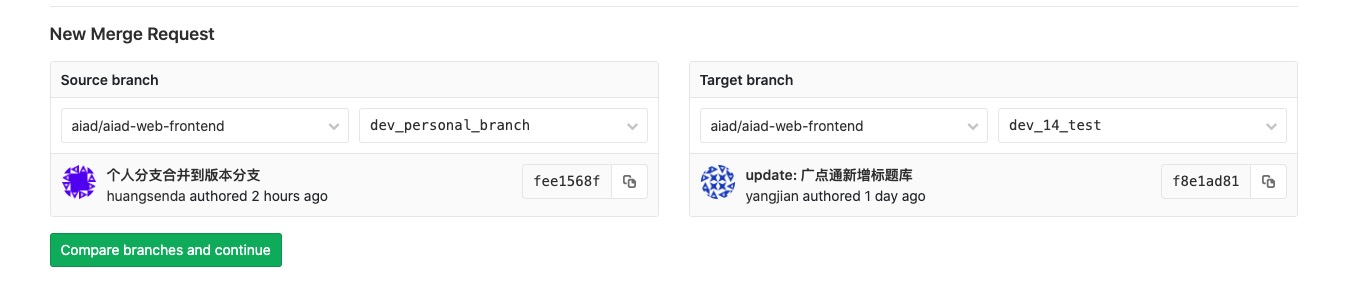 New Merge Request
Source branch
aiad/aiad-web-frontend
dev_personal_branch
个人分支合并到版本分支
huangsenda authored 2 hours ago
fee1568f
Target branch
aiad/aiad-web-frontend
dev_14_test
update: 广点通新增标题库
yangjian authored 1 day ago
f8e1ad81
Compare branches and continue